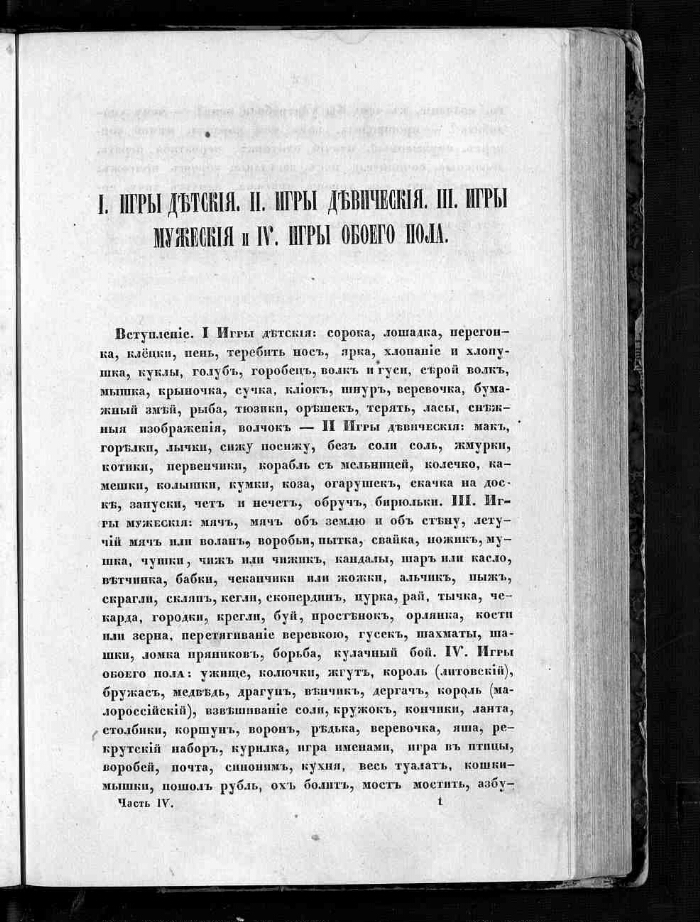 I. ИГРЫ ДѢТСКІЯ. II. ИГРЫ ДѢВИЧЕСКІЯ. III. ИГРЫ
МУЖЕСКІЯ и IV. ИГРЫ ОБОЕГО ПОЛА.
Вступленіе. I Игры дѣтскія: сорока, лошадка, перегон-
ка, клёцки, пень, теребить носъ, ярка, хлопаніе и хлопу-
шка, куклы, голубъ, горобецъ, волкъ и гуси, сѣрой волкъ,
мышка, крыночка, сучка, кліокъ, шнуръ, веревочка, бума-
жный змѣй, рыба, тюзики, орѣшекъ, терять, ласы, снѣж-
ныя изображенія, волчокъ — II Игры дѣвическія: макъ,
горѣлки, лычки, сижу посижу, безъ соли соль, жмурки,
котики, первенчики, корабль съ мельницей, колечко, ка-
мешки, колышки, кумки, коза, огарушекъ, скачка на дос-
кѣ, запуски, четъ и нечетъ, обручъ, бирюльки. III. Иг-
ры мужескія: мячъ, мячъ объ землю и объ стѣну, лету-
чій мячъ или воланъ, воробьи, пытка, свайка, ножикъ, му-
шка, чушки, чижъ или чижикъ, кандалы, шаръ или касло,
вѣтчинка, бабки, чеканчики или жожки, альчикъ, пыжъ,
скрагли, скляпъ, кегли, скопердинъ, цурка, рай, тычка, че-
карда, городки, крегли, буй, простѣнокъ, орлянка, кости
или зерна, перетягиваніе веревкою, гусекъ, шахматы, ша-
шки, ломка пряниковъ, борьба, кулачный бой. IV. Игры
обоего пола: ужище, колючки, жгутъ, король (литовскій),
бружасъ, медвѣдь, драгунъ, вѣнчикъ, дергачъ, король (ма-
лороссійскій), взвѣшиваніе соли, кружокъ, кончики, ланта,
столбики, коршунъ, воронъ, рѣдька, веревочка, яша, ре-
крутскій наборъ, курилка, игра именами, игра въ птицы,
воробей, почта, синонимъ, кухня, весь туалатъ, кошки-
мышки, пошолъ рубль, охъ болитъ, мостъ мостить, азбу-
Часть IV. 1